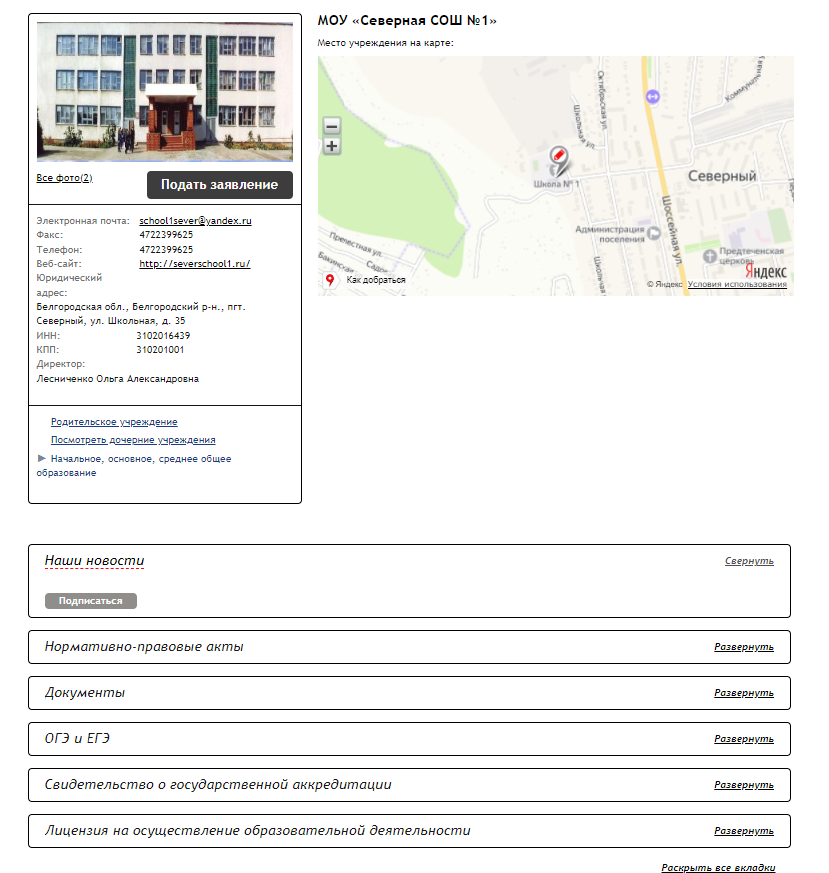 МОУ «Северная СОШ №1»
Место учреждения на карте:
Все фото(2)
Подать заявление
Электронная почта: school1sever@yandex.ru
Факс: 4722399625
Телефон: 4722399625
Веб-сайт: http://severschool1.ru/
Юридический
адрес:
Белгородская обл., Белгородский р-н., пгт.
Северный, ул. Школьная, д. 35
ИНН: 3102016439
КПП: 310201001
Директор:
Лесниченко Ольга Александровна
Родительское учреждение
Посмотреть дочерние учреждения
Начальное, основное, среднее общее
образование
Октябрьская ул.
Школьная ул.
Коммунальная ул.
Школа № 1
Северный
Шоссейная ул.
Администрация
поселения
Предтеченская
церковь
Прелестная ул.
Бакинская
Садо
Школьная
Яндекс
Как добраться
© Яндекс Условия использования
Наши новости
Свернуть
Подписаться
Нормативно-правовые акты
Развернуть
Документы
Развернуть
ОГЭ и ЕГЭ
Развернуть
Свидетельство о государственной аккредитации
Развернуть
Лицензия на осуществление образовательной деятельности
Развернуть
Раскрыть все вкладки